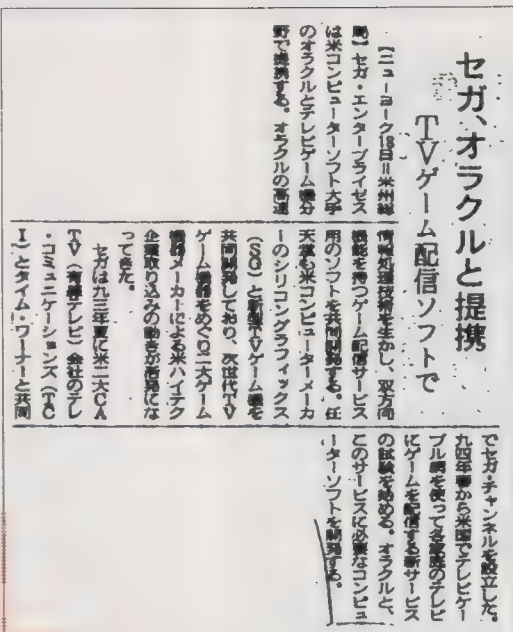 セガ、オラクルと提携
TVゲーム配信ソフトで
【ニューヨーク18日＝米州総
局】セガ・エンタープライゼス
は米コンピューターソフト大手
のオラクルとテレビゲーム機分
野で提携する。オラクルの高速
情報処理技術を生かし、双方向
機能を持つゲーム配信サービス
用のソフトを共同開発する。任
天堂も米コンピューターメーカ
ーのシリコングラフィックス
（SG）と新型TVゲーム機を
共同開発しており、次世代TV
ゲーム機器をめぐり二大ゲーム
機器メーカーによる米ハイテク
企業取り込みの動きが活発にな
ってきた。
セガは九三年夏に米二大CA
TV（有線テレビ）会社のテレ
・コミュニケーションズ（TC
I）とタイム・ワーナーと共同
でセガ・チャンネルを設立した。
九四年春から米国でテレビケー
ブル網を使って各家庭のテレビ
にゲームを配信する新サービス
の試験を始める。オラクルと、
このサービスに必要なコンピュ
ーターソフトを開発する。